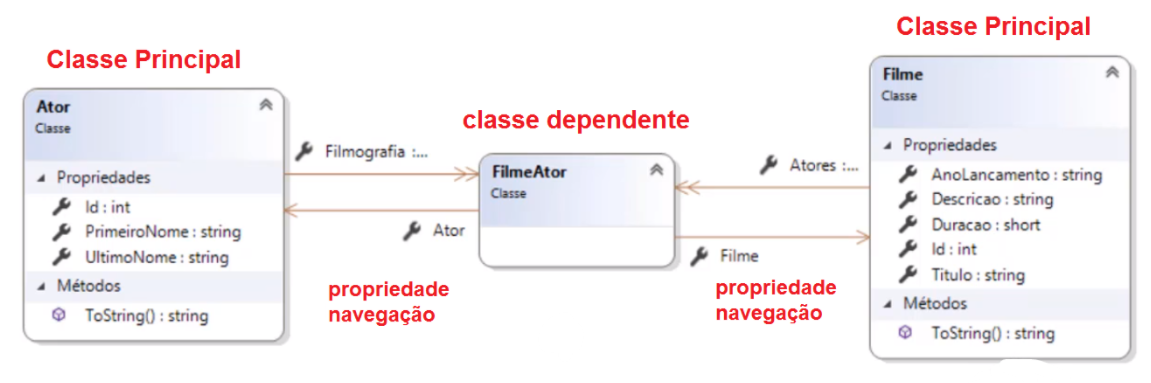 Classe Principal
Ator
Classe
Propriedades
Id : int
PrimeiroNome : string
UltimoNome : string
Métodos
ToString() : string
Filmografia :...
Ator
propriedade
navegação
classe dependente
FilmeAtor
Classe
Atores :...
Filme
propriedade
navegação
Classe Principal
Filme
Classe
Propriedades
AnoLancamento : string
Descricao : string
Duracao : short
Id : int
Titulo : string
Métodos
ToString() : string